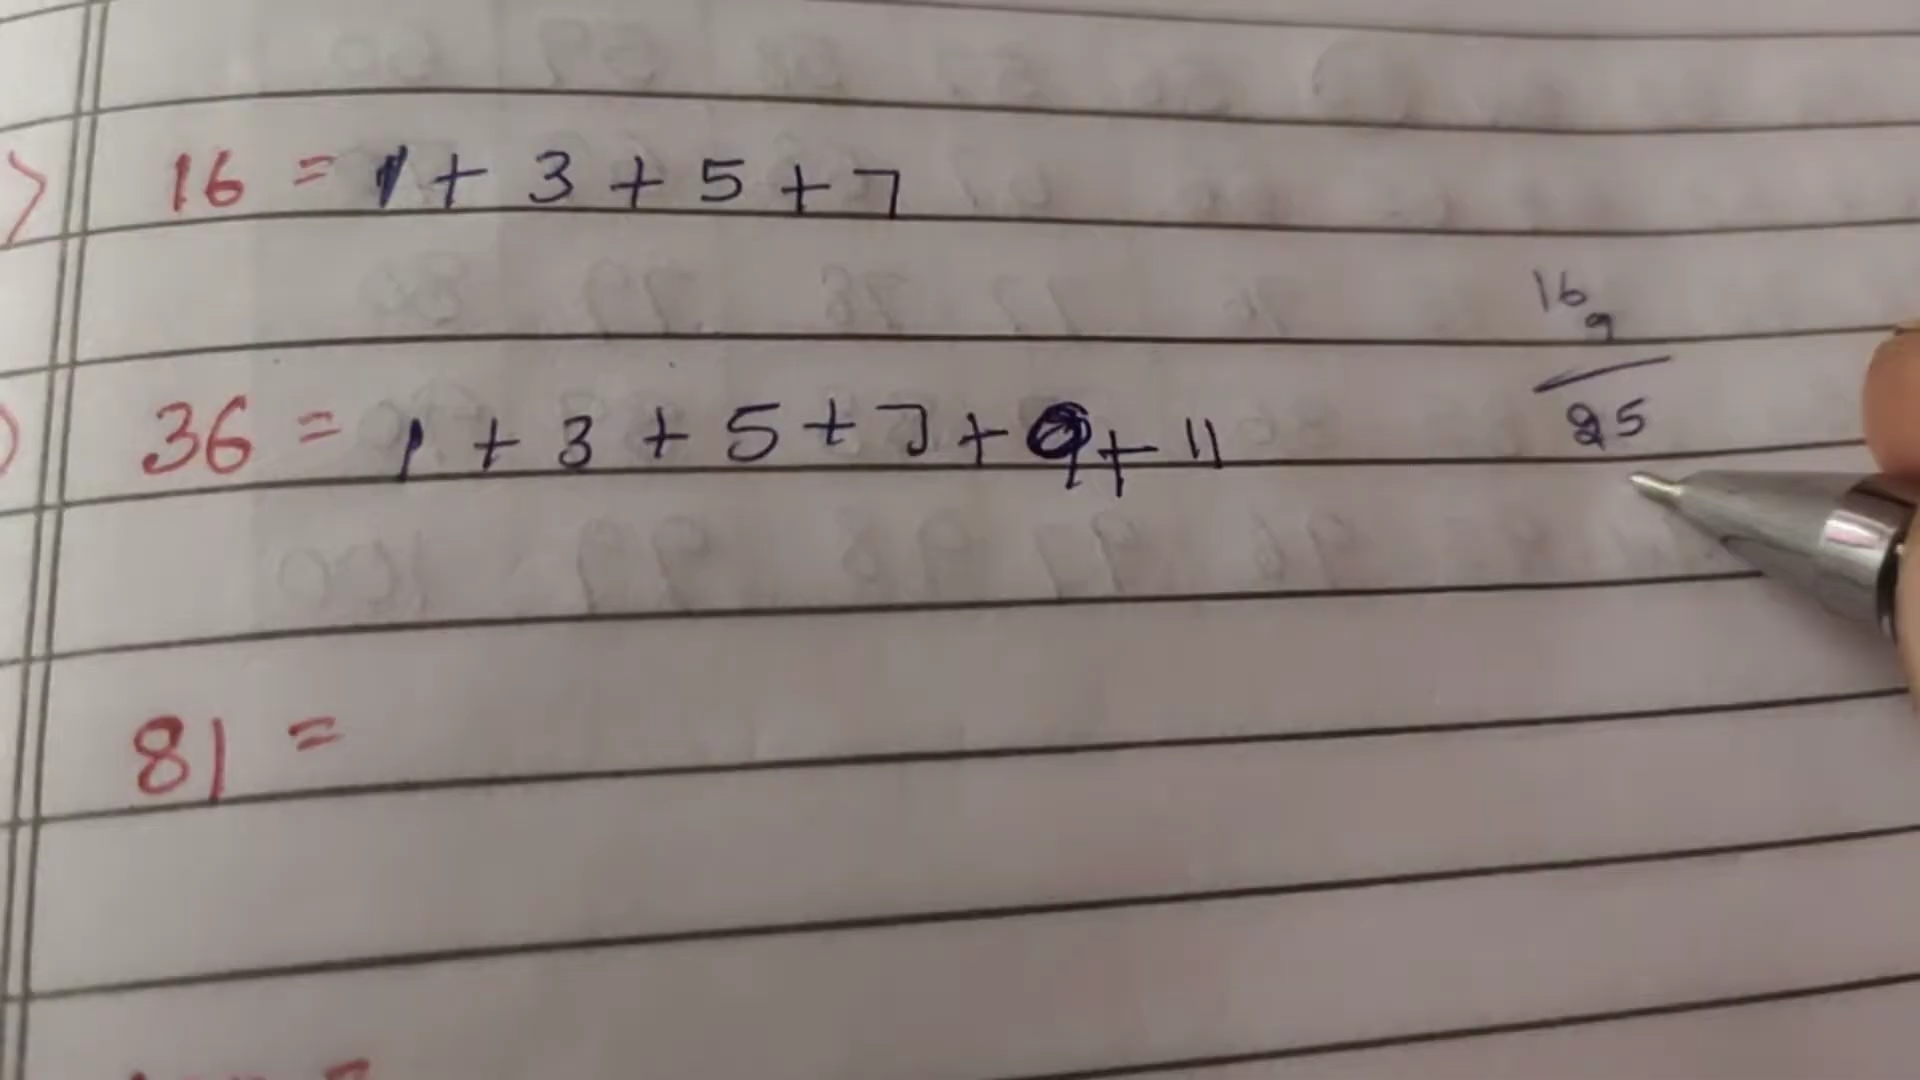 16 = 1 + 3 + 5 + 7
16
9
36 = 1 + 3 + 5 + 7 + 9 + 11
25
81 =